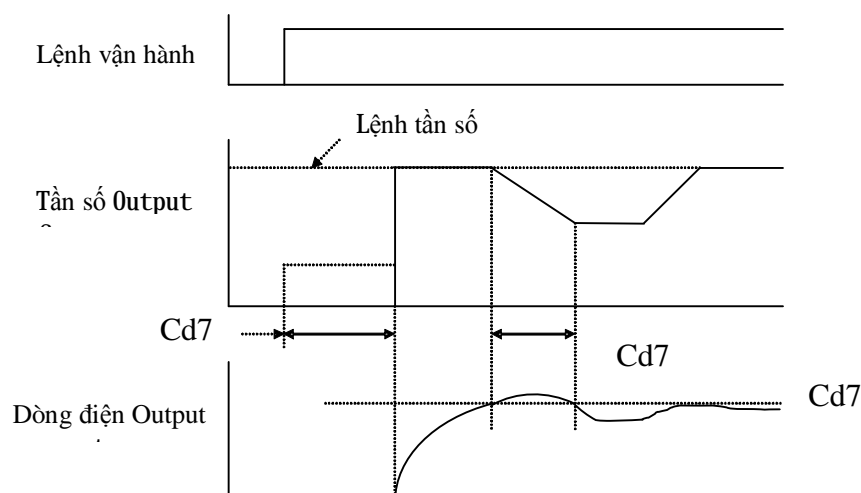 Lệnh vận hành
Lệnh tần số
Tần số Output
Cd7
Cd7
Cd7
Dòng điện Output